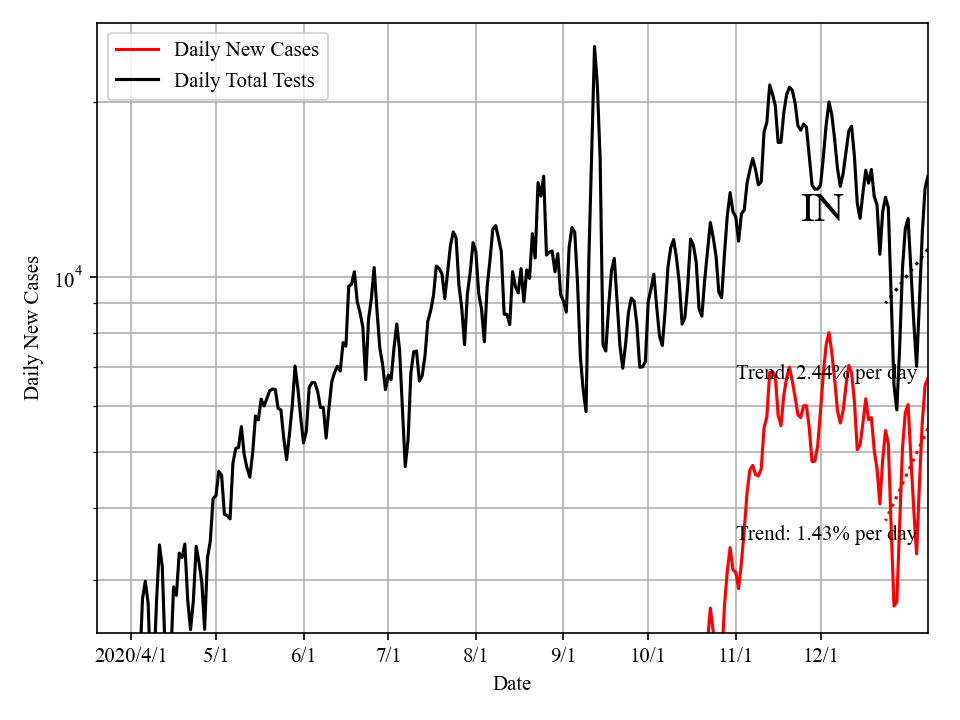 Daily New Cases
Daily Total Tests
IN
Daily New Cases
10⁴
Trend: 2.44% per day
Trend: 1.43% per day
2020/4/1 5/1 6/1 7/1 8/1 9/1 10/1 11/1 12/1
Date